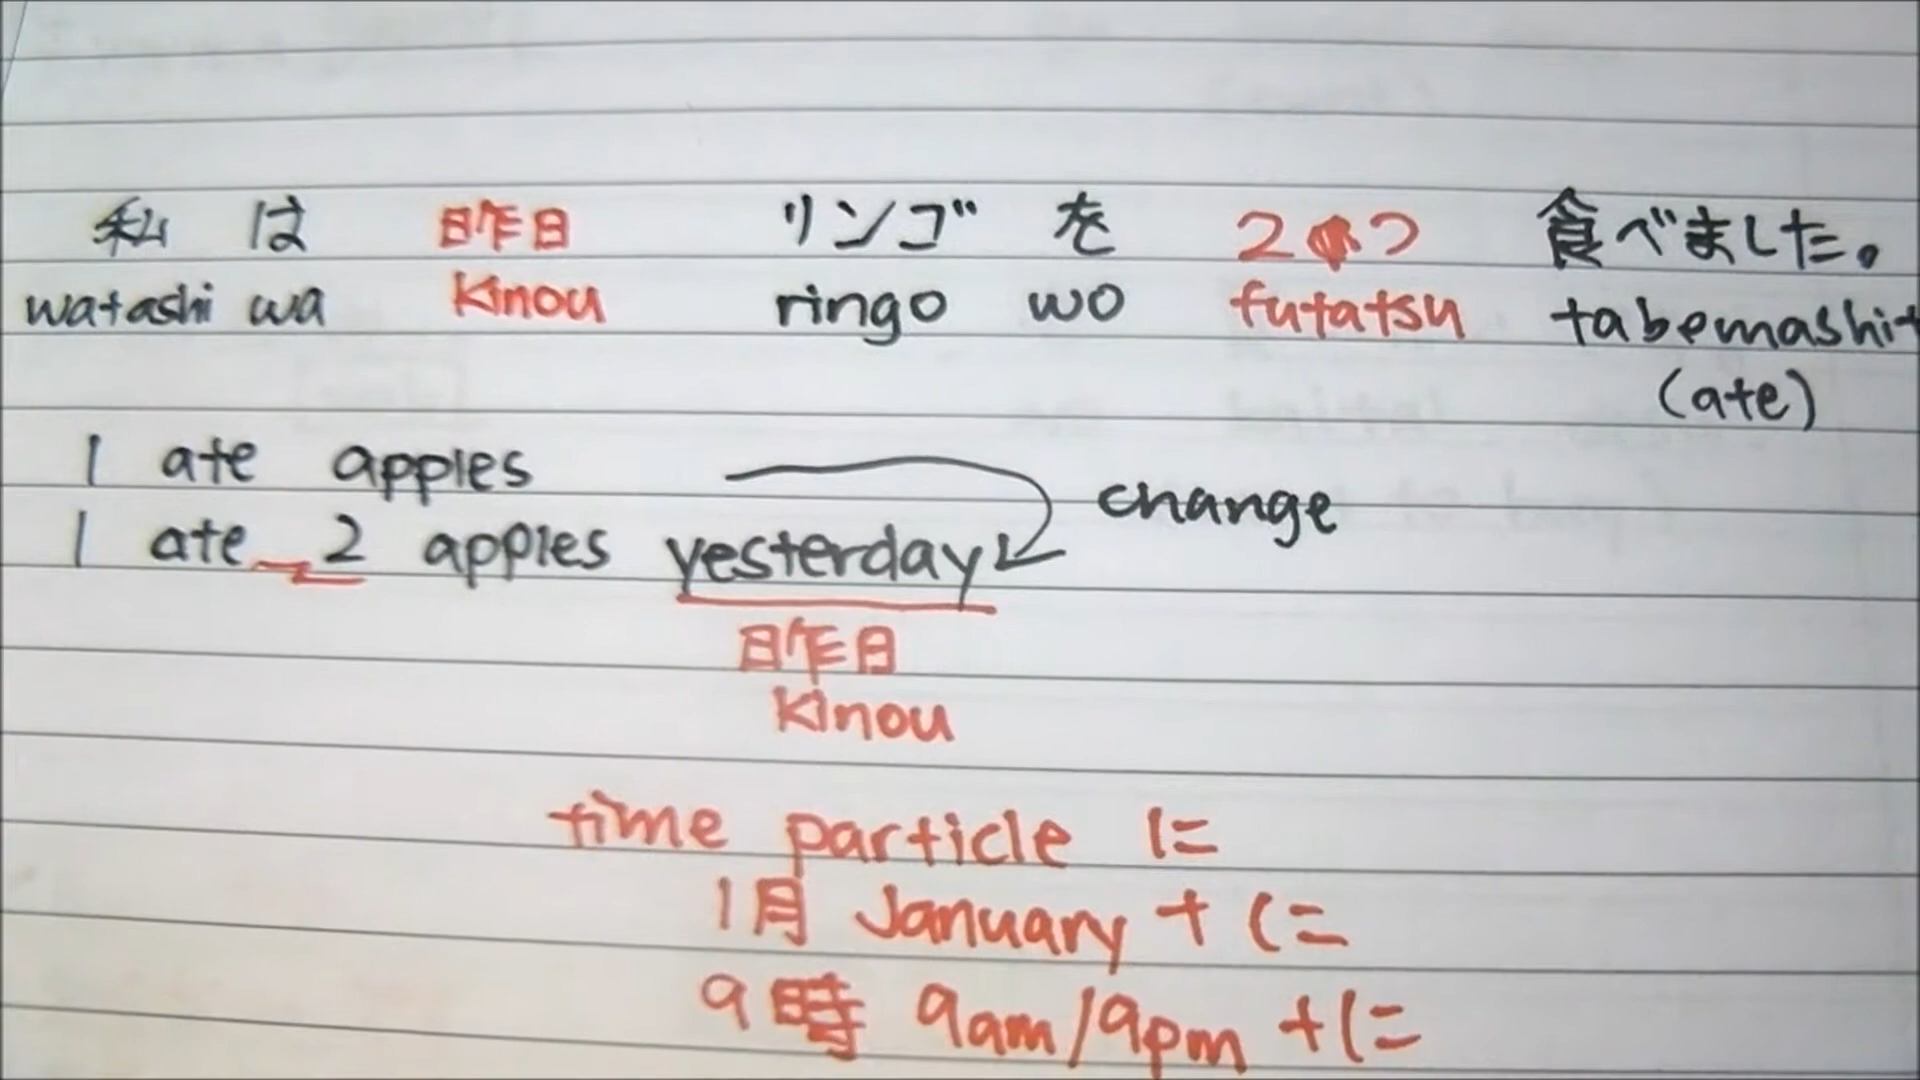 私 は 昨日 リンゴ を 2つ 食べました。
watashi wa kinou ringo wo futatsu tabemashit
(ate)
I ate apples
change
I ate 2 apples yesterday
昨日
kinou
time particle に
1月 January + に
9時 9am/9pm + に